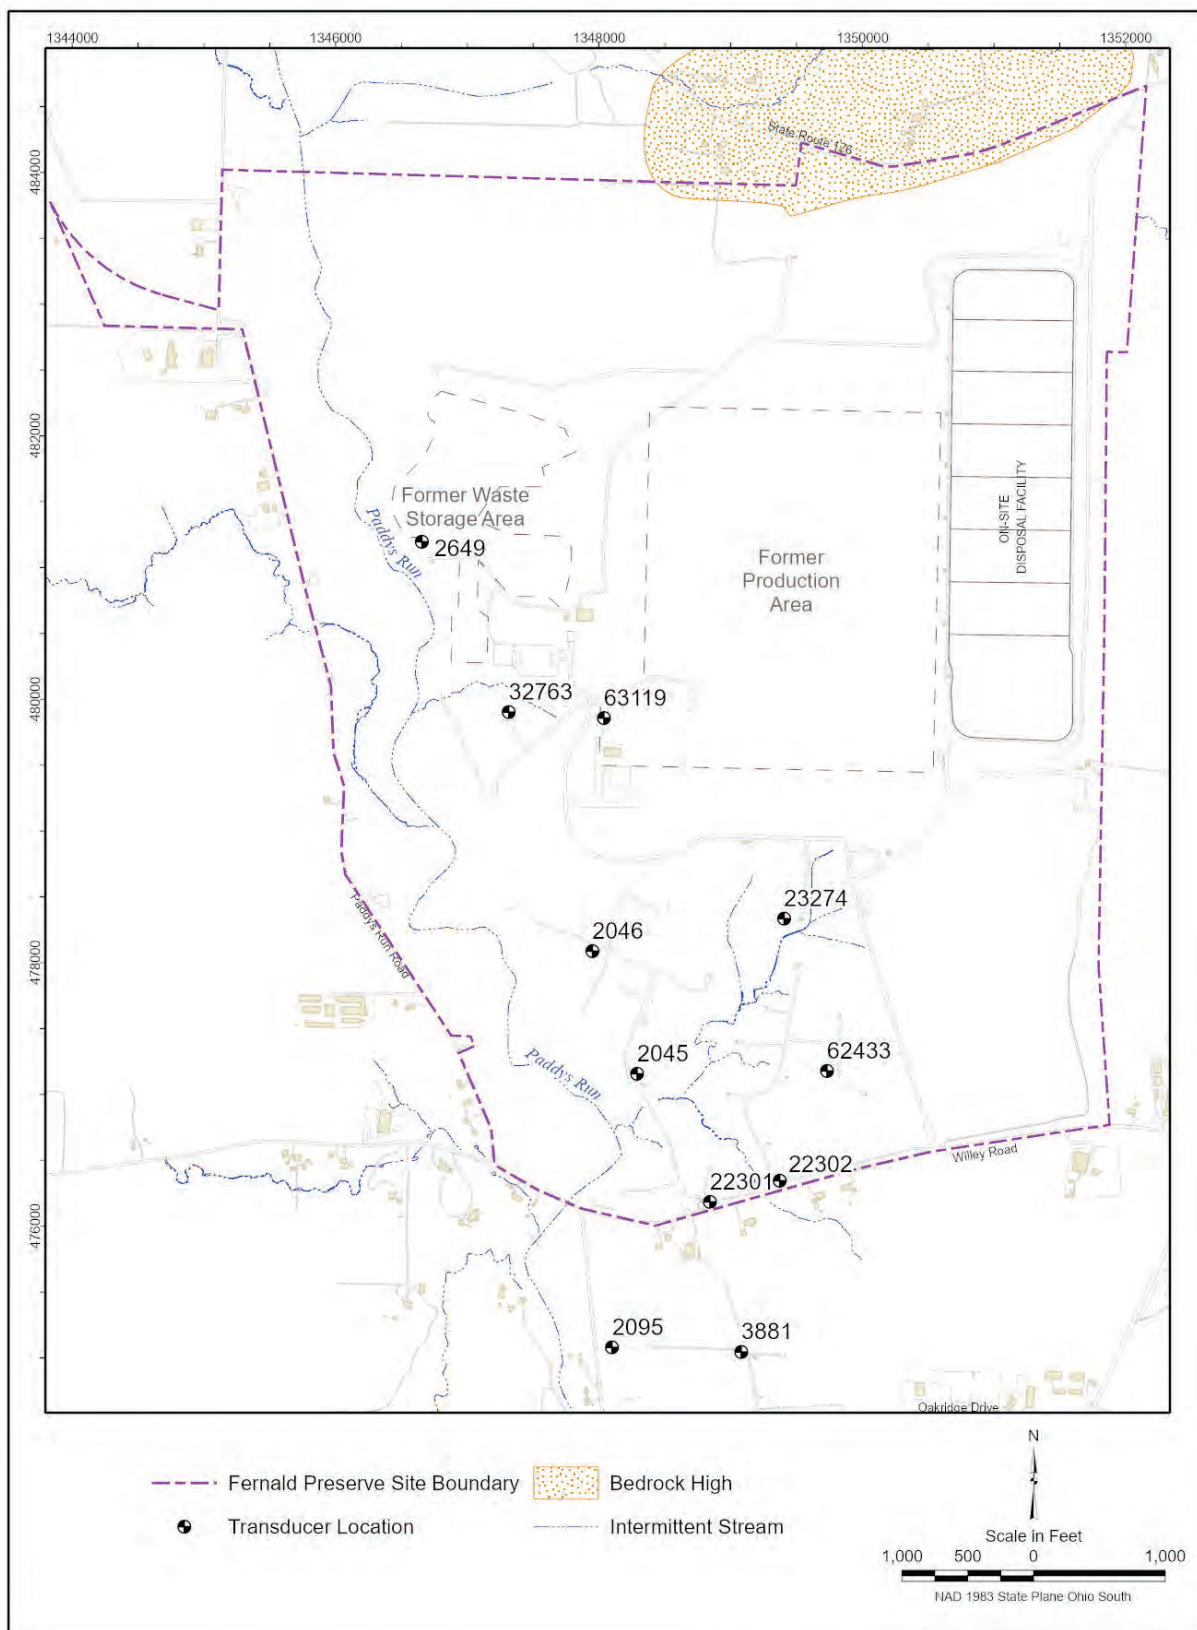 1344000 1346000 1348000 1350000 1352000
State Route 126
484000
482000
Former Waste
Storage Area
Paddys Run
2649
Former
Production
Area
ON-SITE
DISPOSAL FACILITY
480000
32763
63119
23274
2046
Paddys Run Road
478000
2045
62433
Paddys Run
Willey Road
22302
22301
476000
2095
3881
Oakridge Drive
N
Fernald Preserve Site Boundary
Bedrock High
Transducer Location
Intermittent Stream
Scale in Feet
1,000 500 0 1,000
NAD 1983 State Plane Ohio South